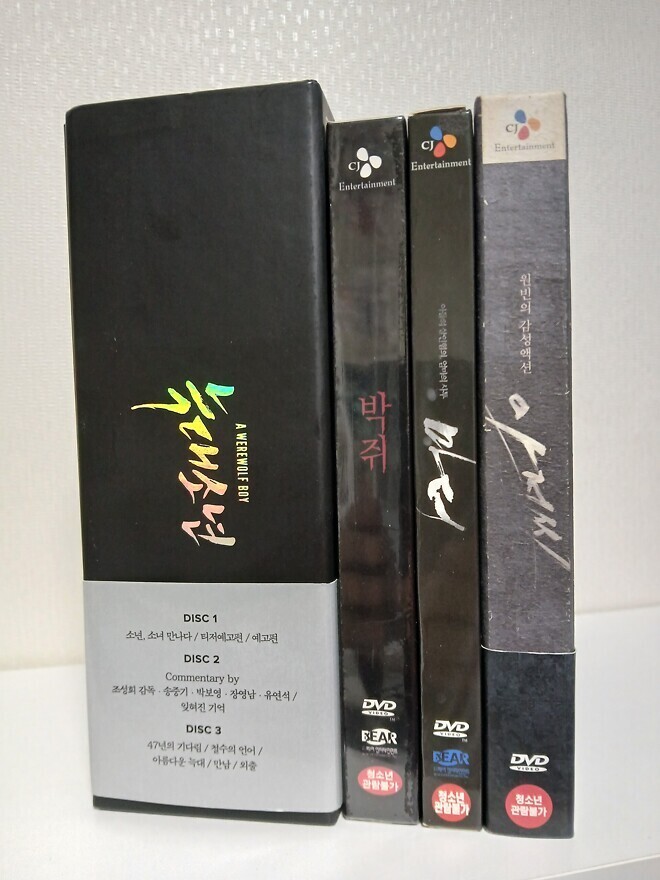 늑대소년
A WEREWOLF BOY
DISC 1
소년, 소녀 만나다 / 티저예고편 / 예고편
DISC 2
Commentary by
조성희 감독 · 송중기 · 박보영 · 장영남 · 유연석 /
잊혀진 기억
DISC 3
47년의 기다림 / 철수의 언어 /
아름다운 늑대 / 만남 / 외출
CJ
Entertainment
박쥐
DVD
VIDEO
청소년
관람불가
CJ
Entertainment
마더
DVD
VIDEO
청소년
관람불가
CJ
Entertainment
원빈의 감성액션
아저씨
DVD
VIDEO
청소년
관람불가